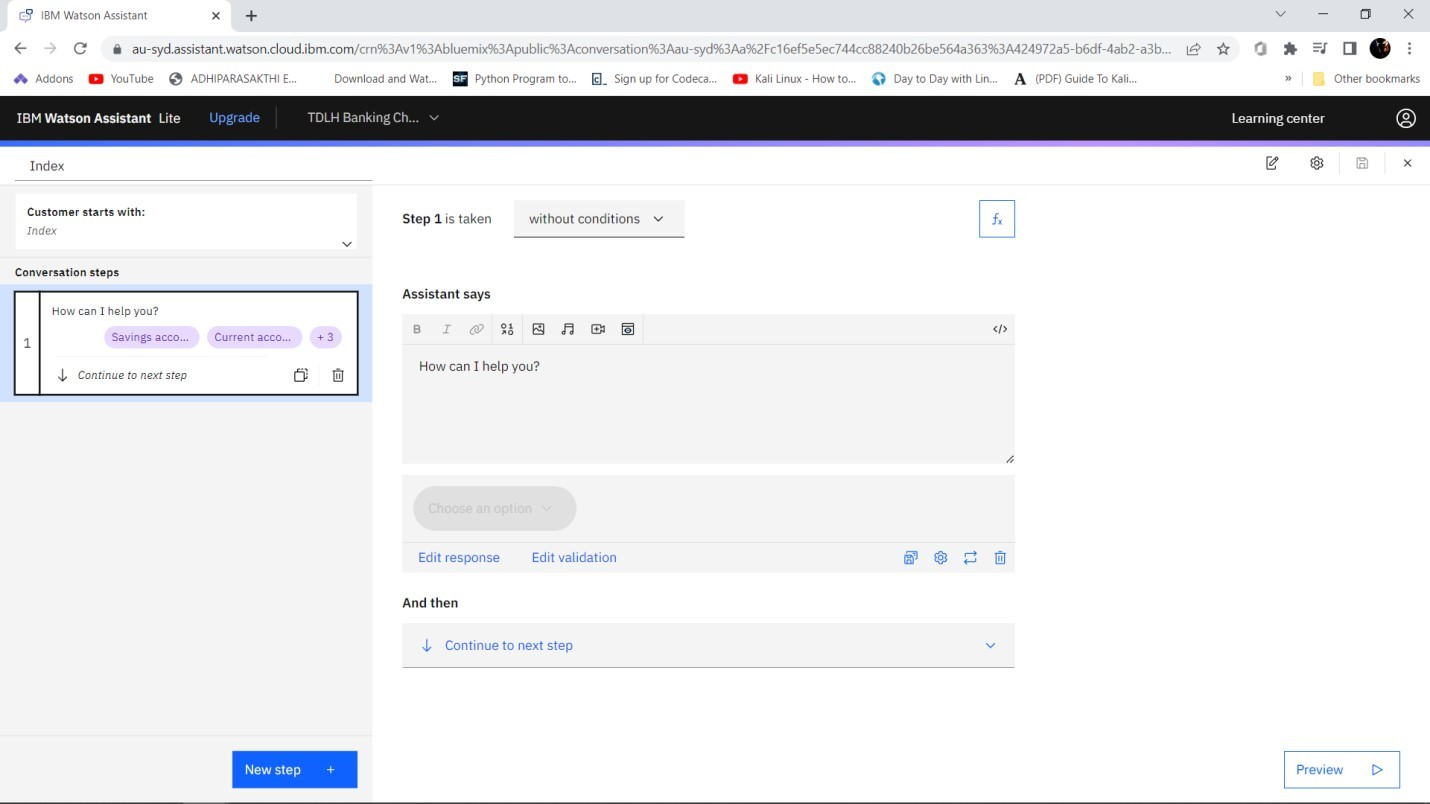 IBM Watson Assistant
au-syd.assistant.watson.cloud.ibm.com/crn%3Av1%3Abluemix%3Apublic%3Aconversation%3Aau-syd%3Aa%2Fc16ef5e5ec744cc88240b26be564a363%3A424972a5-b6df-4ab2-a3b...
Addons YouTube ADHIPARASAKTHI E... Download and Wat... SF Python Program to... Sign up for Codeca... Kali Linux - How to... Day to Day with Lin... A (PDF) Guide To Kali... » Other bookmarks
IBM Watson Assistant Lite Upgrade TDLH Banking Ch... Learning center
Index
Customer starts with:
Index
Conversation steps
1
How can I help you?
Savings acco... Current acco... + 3
Continue to next step
New step +
Step 1 is taken without conditions fx
Assistant says
B I </>
How can I help you?
Choose an option
Edit response Edit validation
And then
Continue to next step
Preview